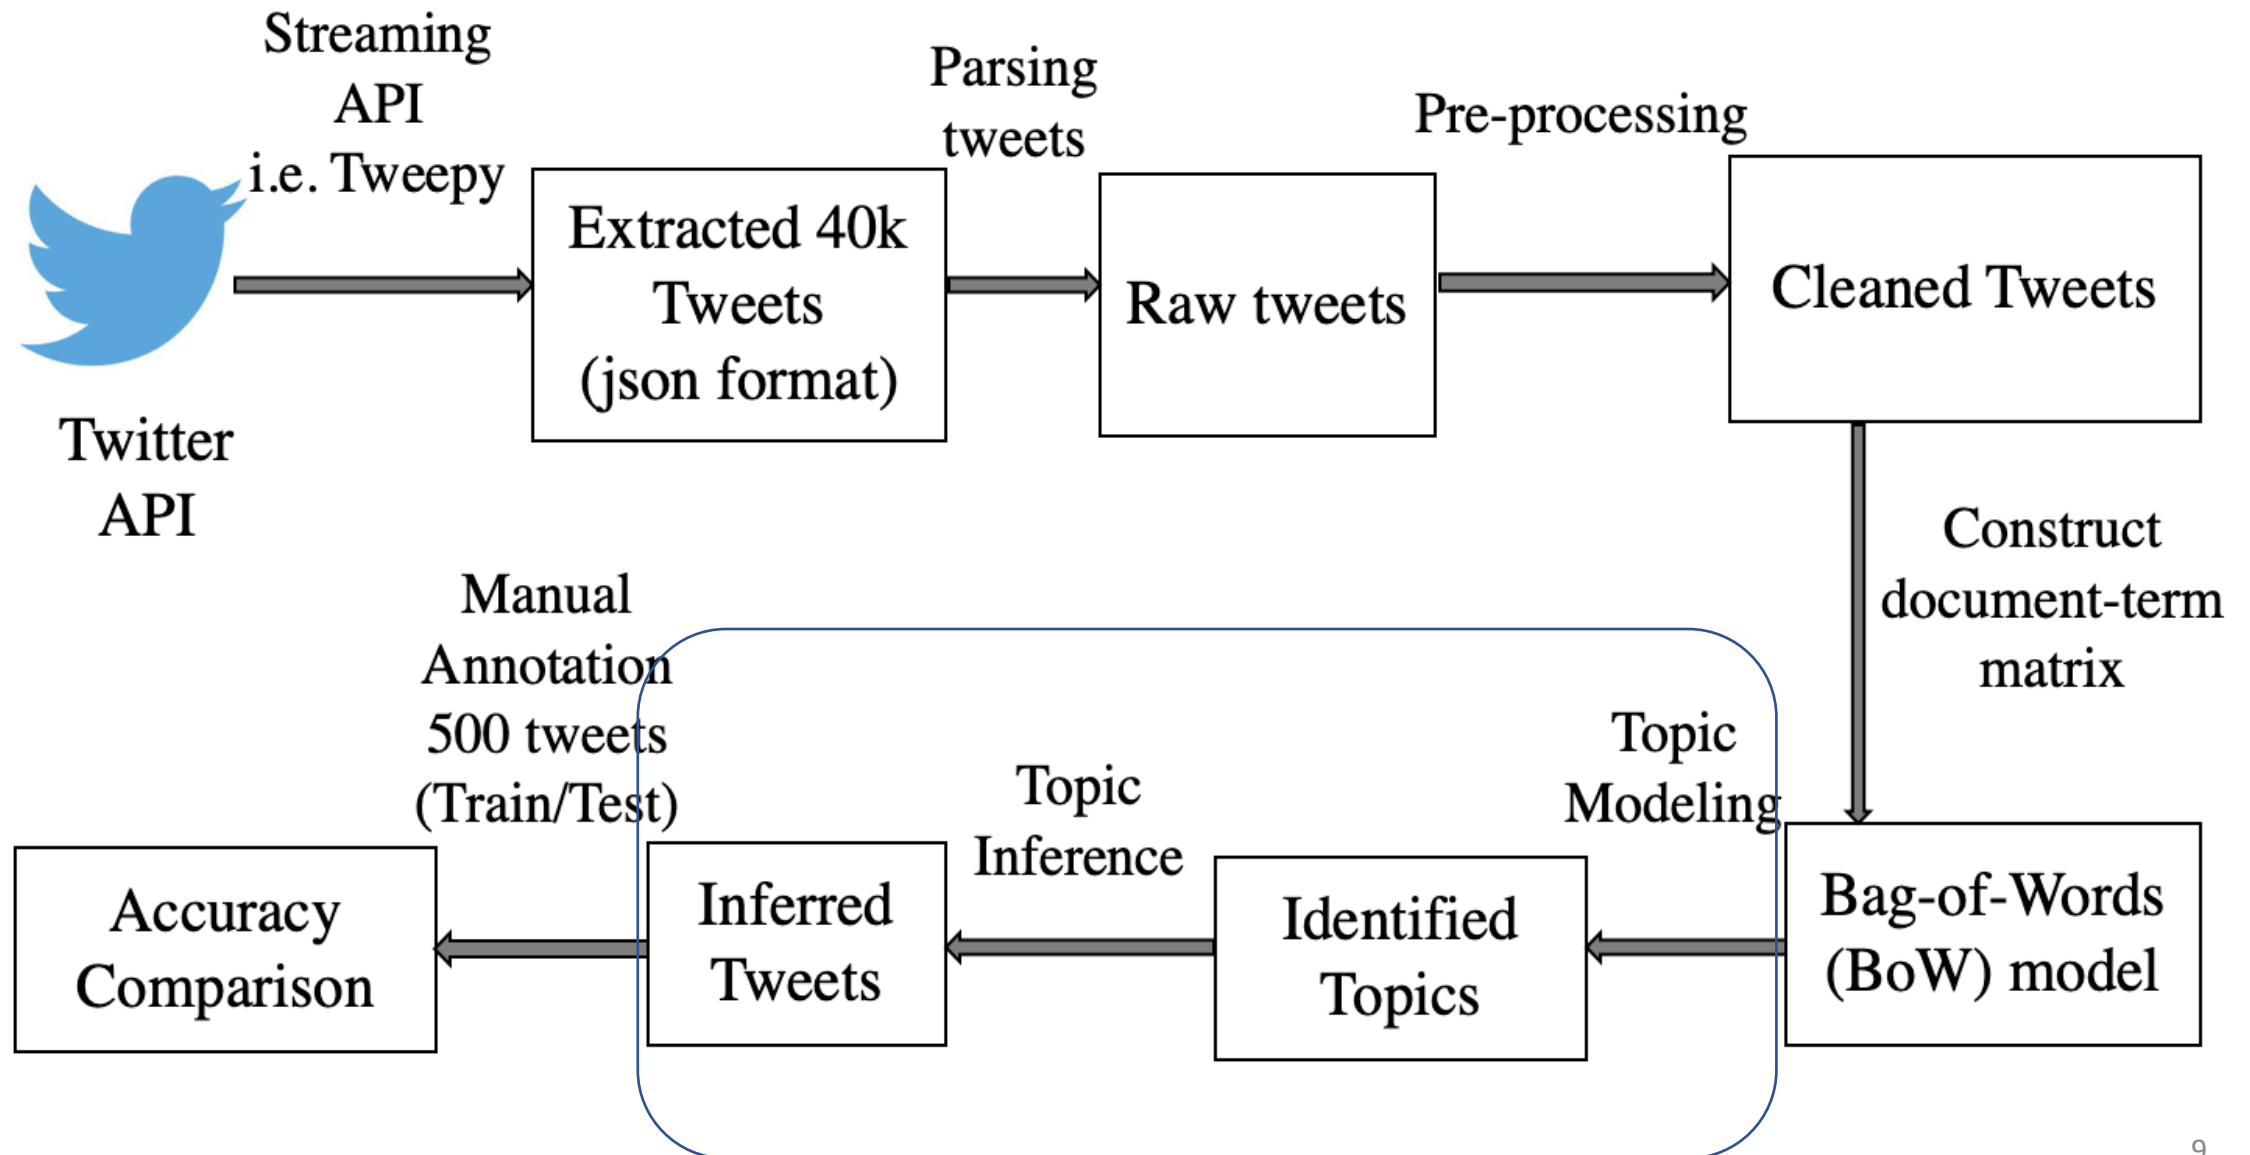 Streaming
API
i.e. Tweepy
Twitter
API
Extracted 40k
Tweets
(json format)
Parsing
tweets
Raw tweets
Pre-processing
Cleaned Tweets
Construct
document-term
matrix
Bag-of-Words
(BoW) model
Topic
Modeling
Identified
Topics
Topic
Inference
Inferred
Tweets
Manual
Annotation
500 tweets
(Train/Test)
Accuracy
Comparison
9